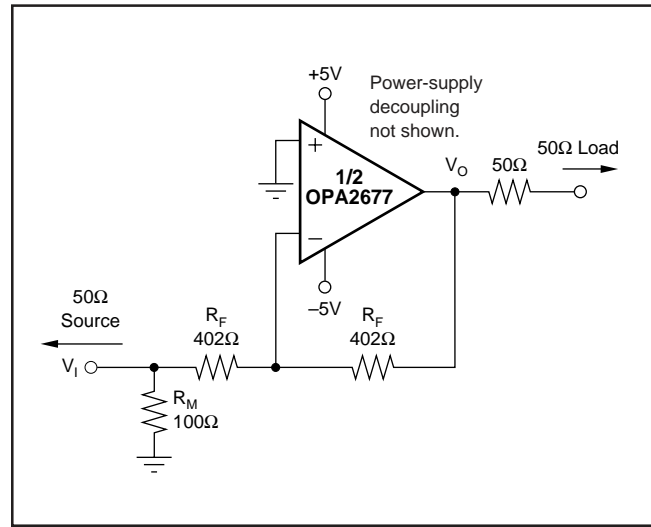 +5V
Power-supply
decoupling
not shown.
+
1/2
OPA2677
–
–5V
V_O
50Ω
50Ω Load
50Ω
Source
V_I
R_F
402Ω
R_F
402Ω
R_M
100Ω